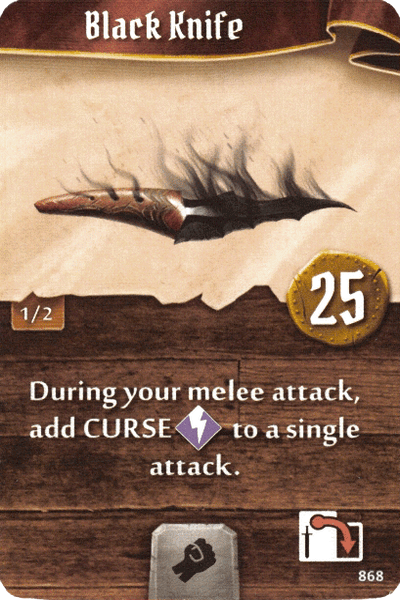 Black Knife
25
1/2
During your melee attack,
add CURSE to a single
attack.
868